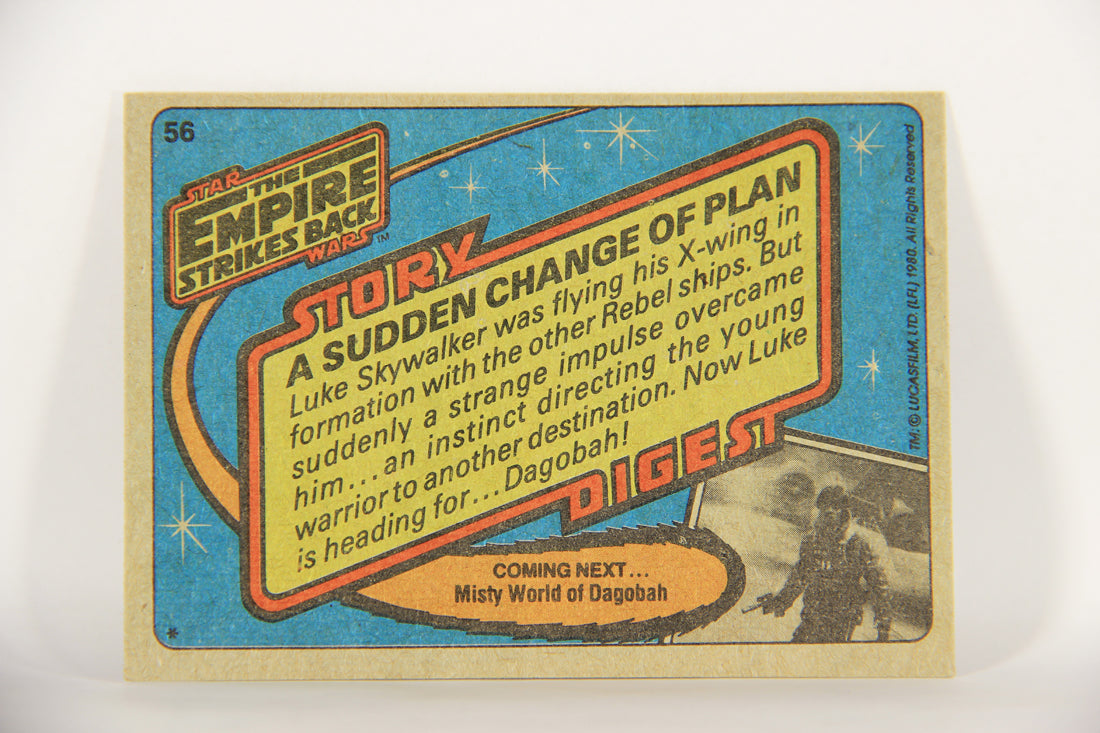 56
STAR
THE
EMPIRE
STRIKES BACK
WARS™
STORY
A SUDDEN CHANGE OF PLAN
Luke Skywalker was flying his X-wing in
formation with the other Rebel ships. But
suddenly a strange impulse overcame
him... an instinct directing the young
warrior to another destination. Now Luke
is heading for... Dagobah!
DIGEST
COMING NEXT...
Misty World of Dagobah
*
TM: © LUCASFILM, LTD. (LFL) 1980. All Rights Reserved